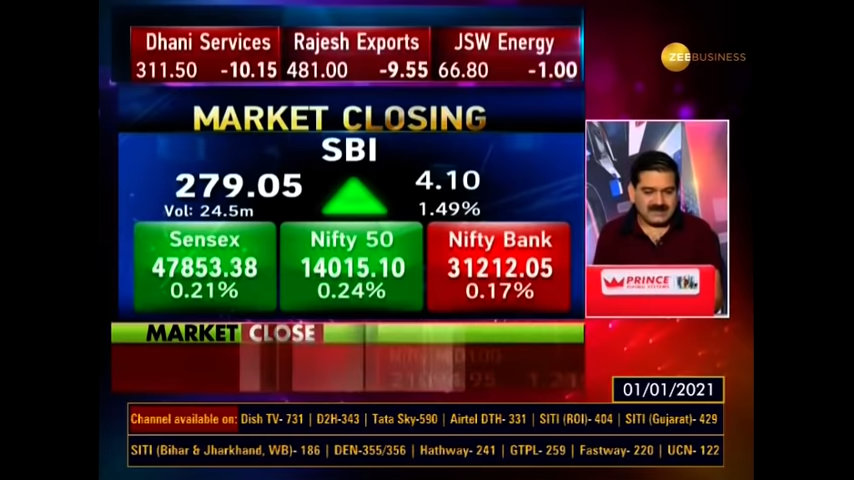 Dhani Services
311.50 -10.15
Rajesh Exports
481.00 -9.55
JSW Energy
66.80 -1.00
ZEE BUSINESS
MARKET CLOSING
SBI
279.05
4.10
Vol: 24.5m
1.49%
Sensex
47853.38
0.21%
Nifty 50
14015.10
0.24%
Nifty Bank
31212.05
0.17%
PRINCE
PIPING SYSTEMS
MARKET CLOSE
01/01/2021
Channel available on: Dish TV- 731 | D2H-343 | Tata Sky-590 | Airtel DTH- 331 | SITI (ROI)- 404 | SITI (Gujarat)- 429
SITI (Bihar & Jharkhand, WB)- 186 | DEN-355/356 | Hathway-241 | GTPL- 259 | Fastway- 220 | UCN- 122